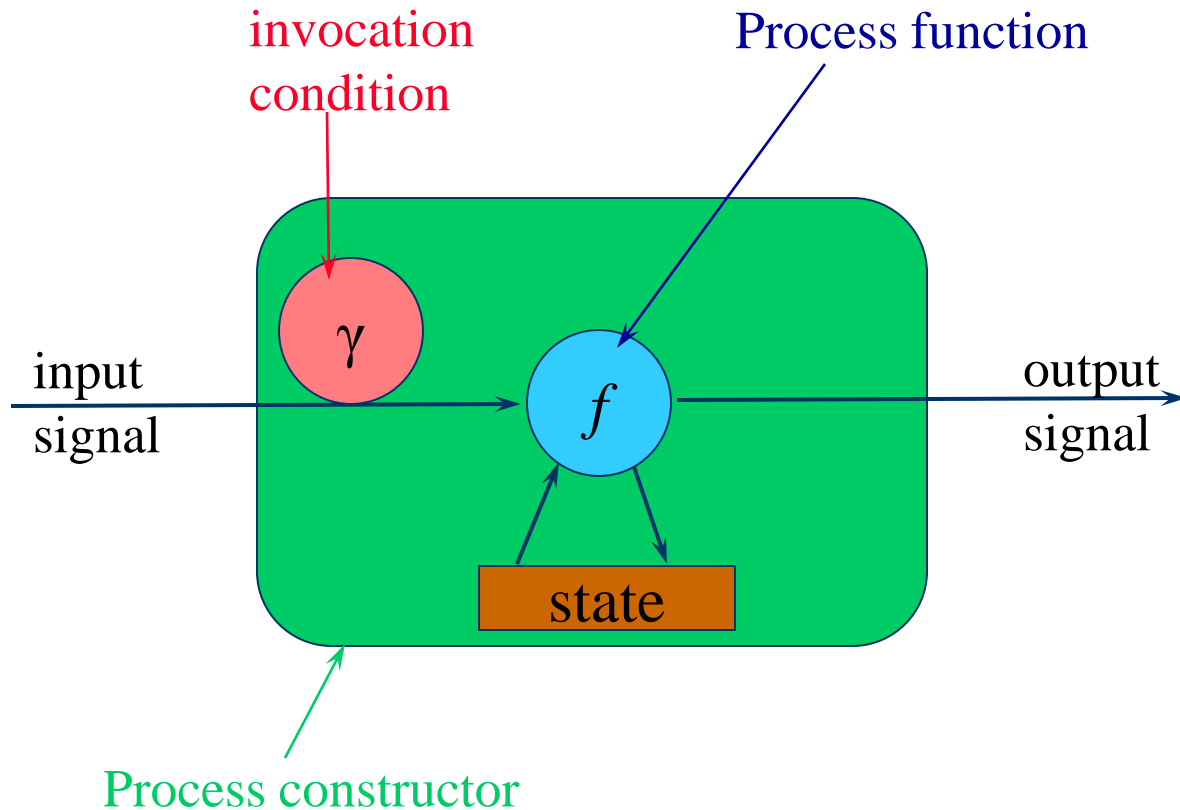 invocation
condition
Process function
γ
input
signal
f
output
signal
state
Process constructor